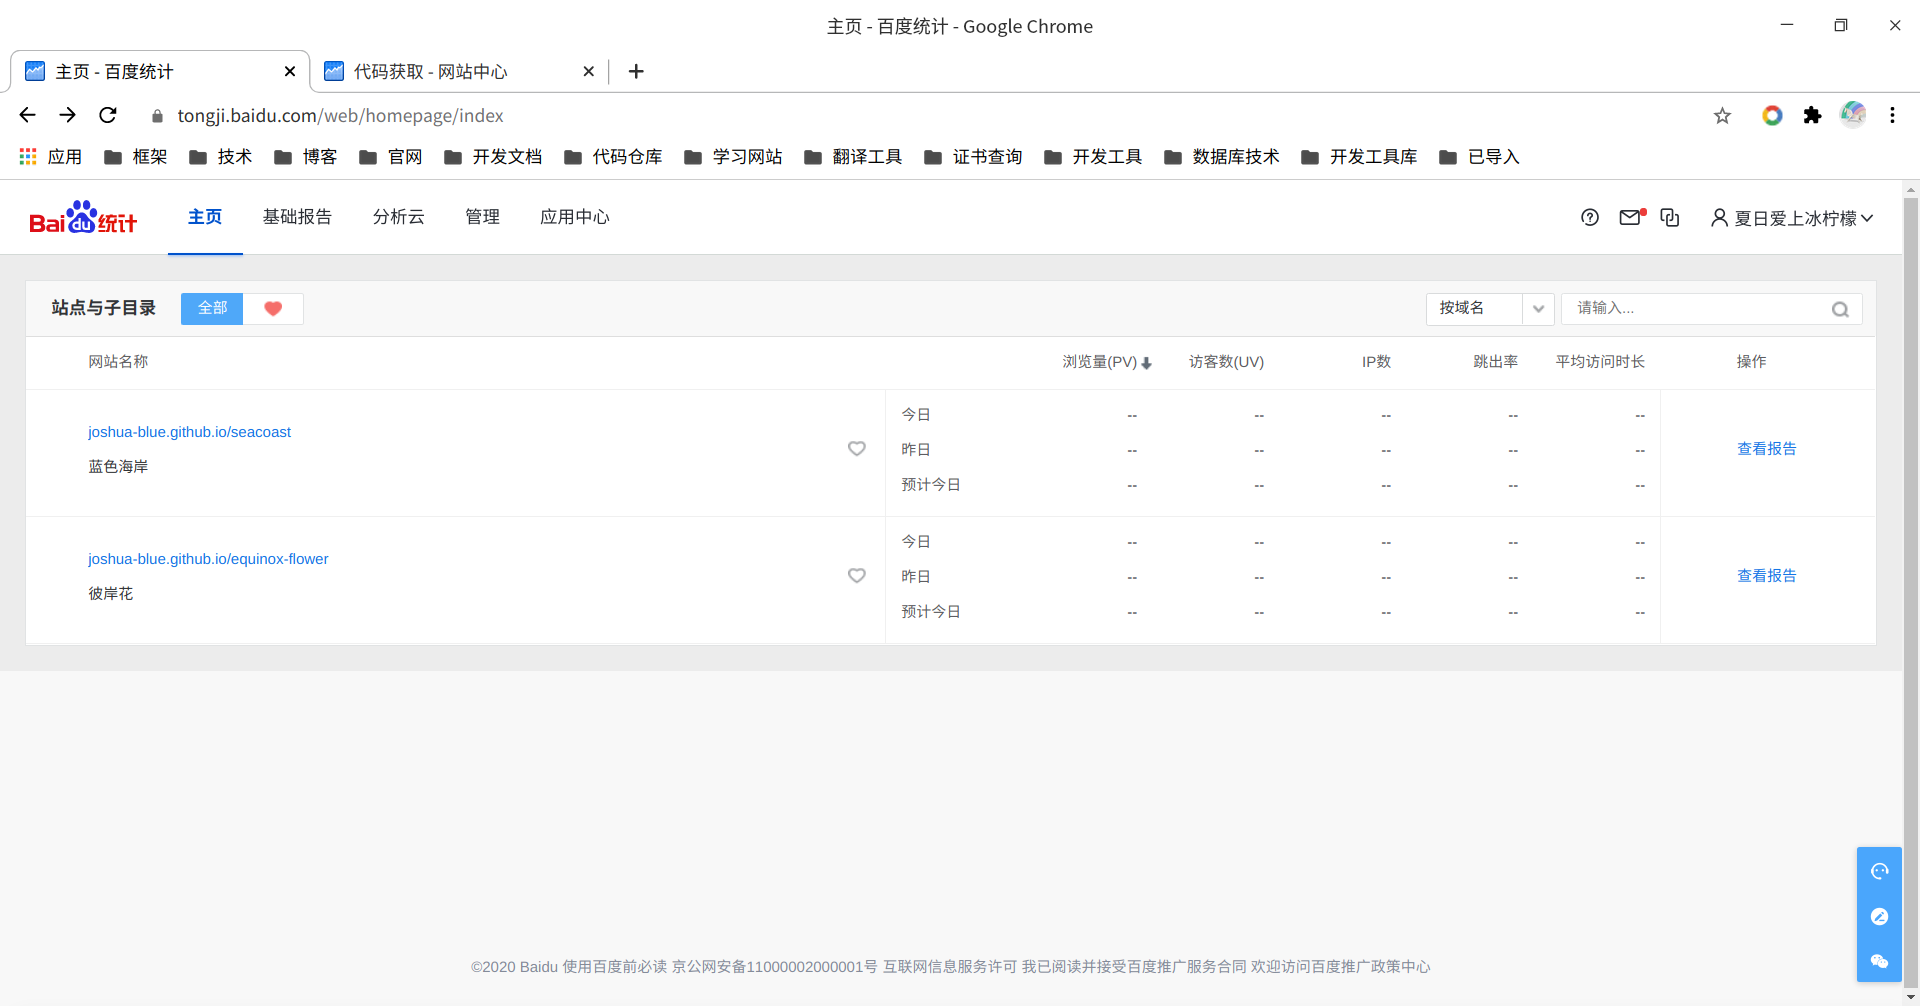 主页 - 百度统计 - Google Chrome
主页 - 百度统计
代码获取 - 网站中心
tongji.baidu.com/web/homepage/index
应用 框架 技术 博客 官网 开发文档 代码仓库 学习网站 翻译工具 证书查询 开发工具 数据库技术 开发工具库 已导入
Bai du 统计 主页 基础报告 分析云 管理 应用中心 夏日爱上冰柠檬
站点与子目录 全部 按域名 请输入...
网站名称 浏览量(PV) 访客数(UV) IP数 跳出率 平均访问时长 操作
joshua-blue.github.io/seacoast
蓝色海岸
今日 -- -- -- -- --
昨日 -- -- -- -- --
预计今日 -- -- -- -- --
查看报告
joshua-blue.github.io/equinox-flower
彼岸花
今日 -- -- -- -- --
昨日 -- -- -- -- --
预计今日 -- -- -- -- --
查看报告
©2020 Baidu 使用百度前必读 京公网安备11000002000001号 互联网信息服务许可 我已阅读并接受百度推广服务合同 欢迎访问百度推广政策中心